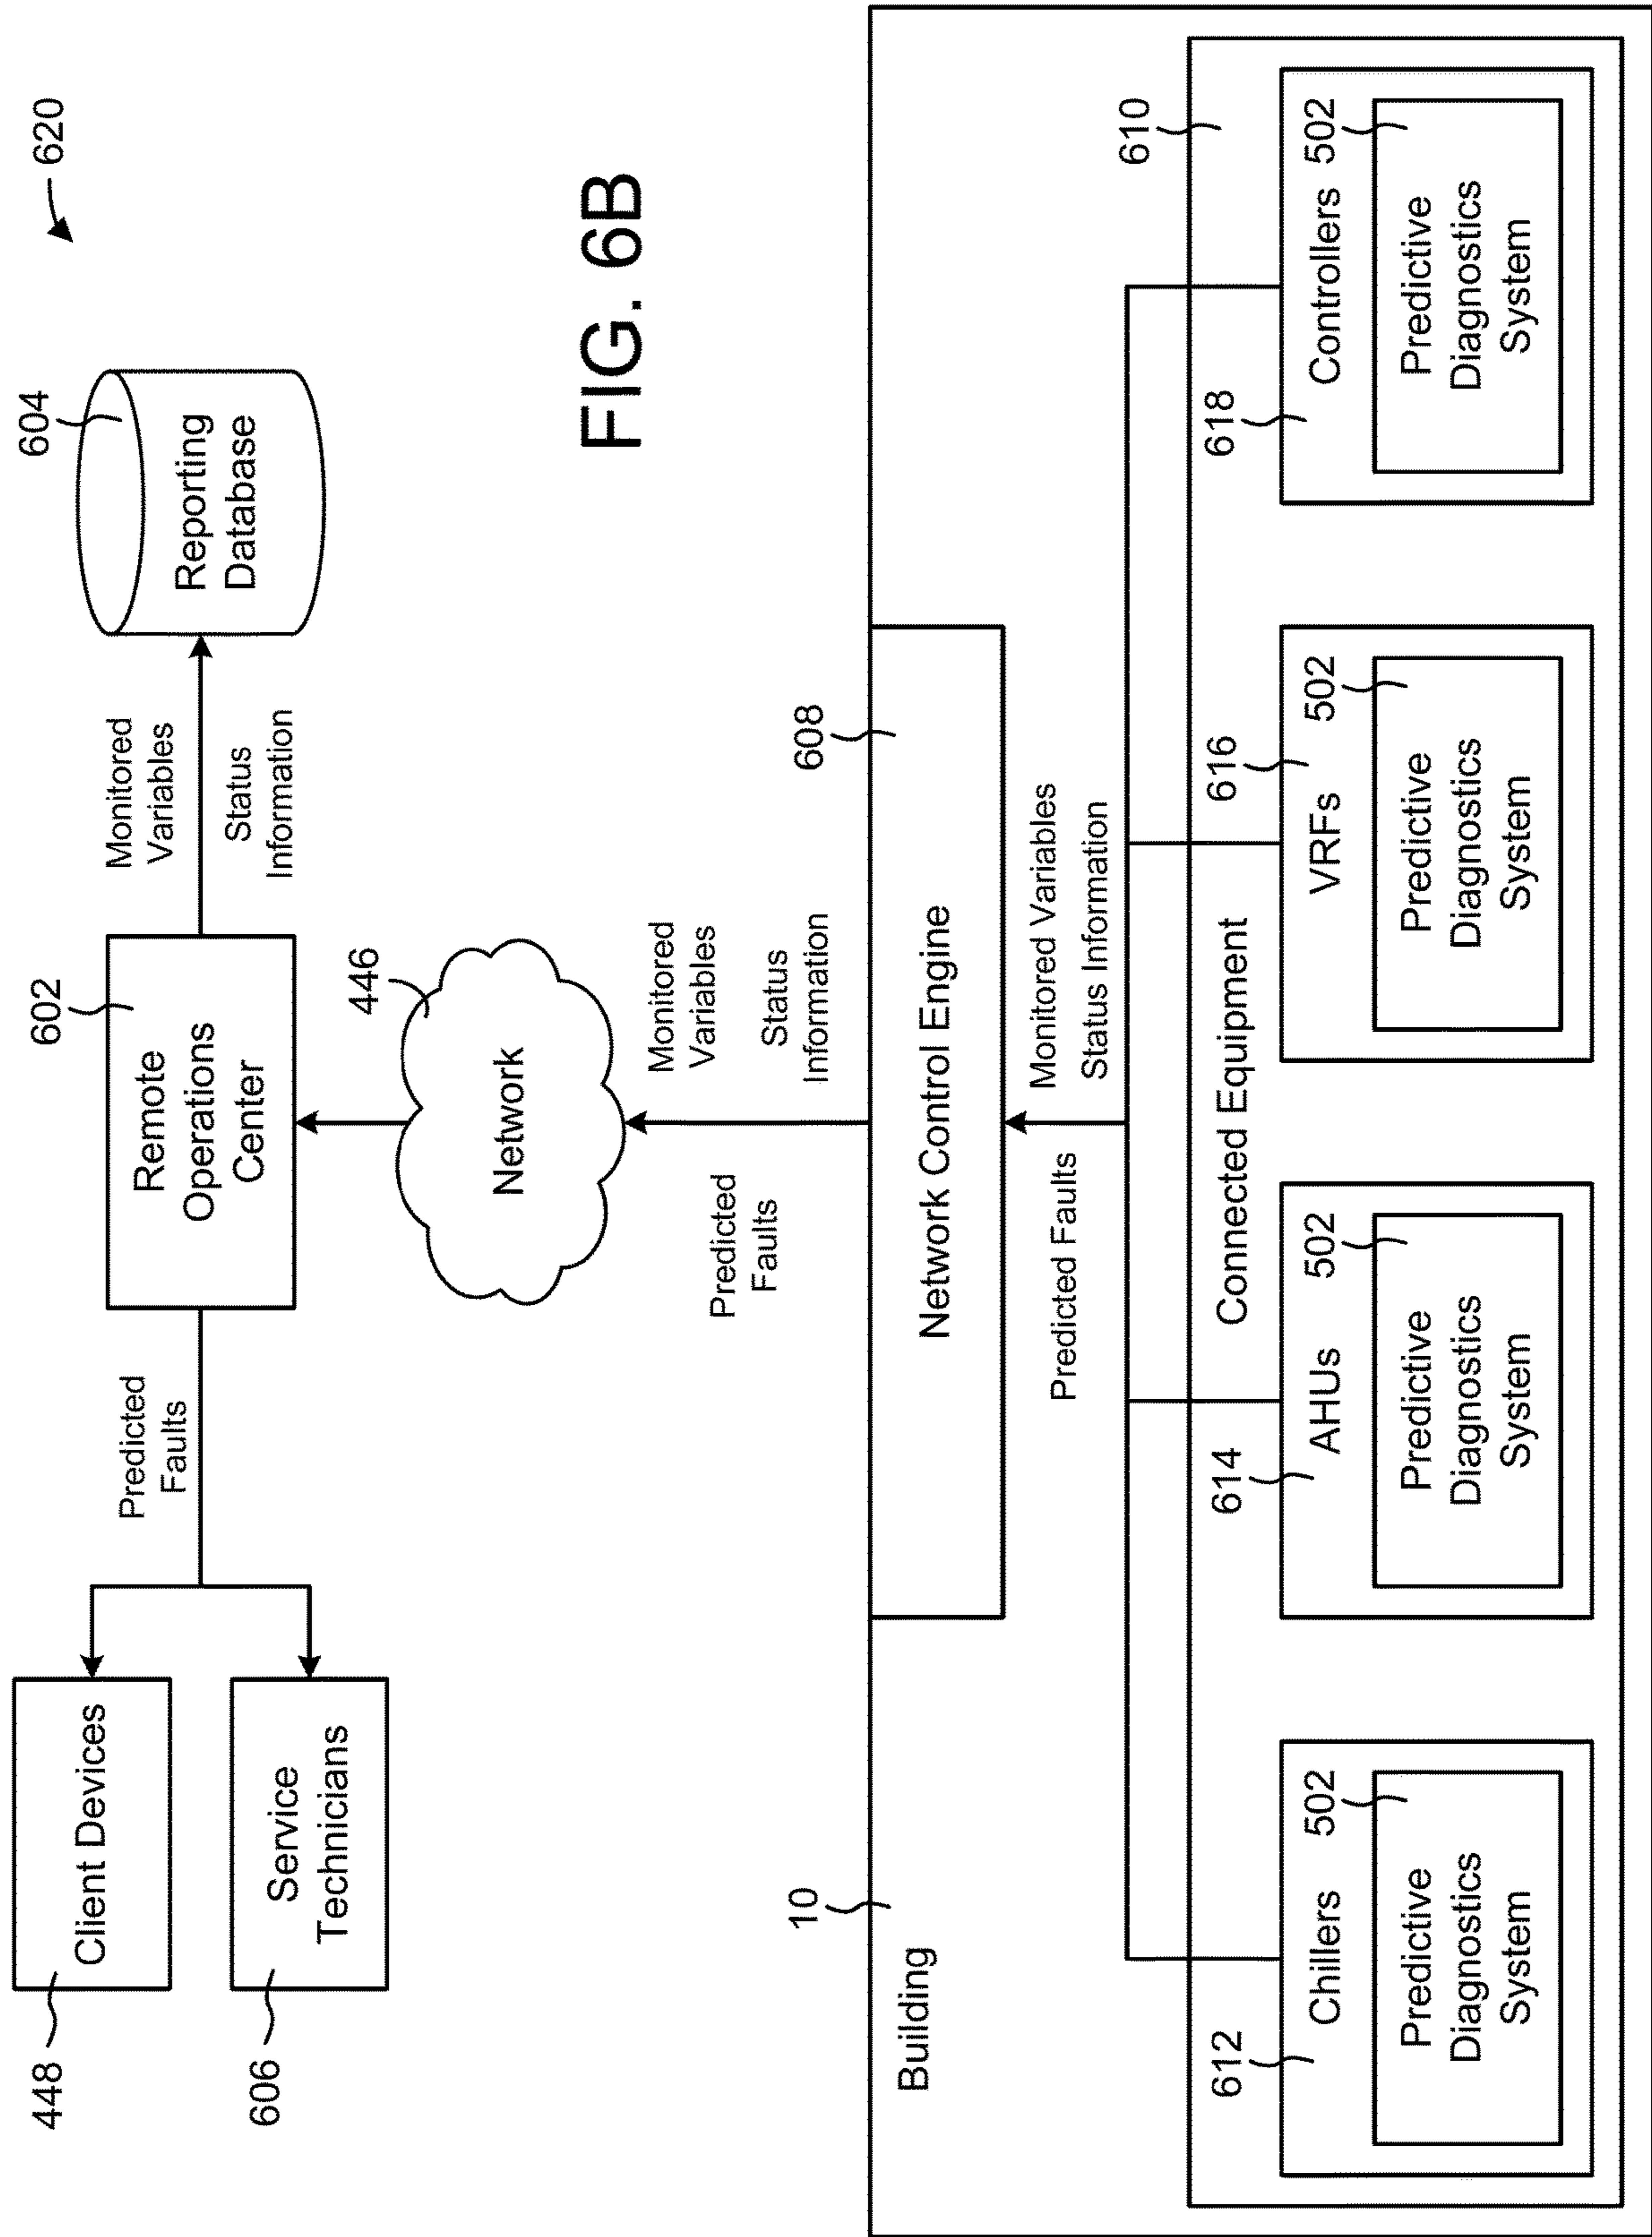 620
448
Client Devices
606
Service
Technicians
Predicted
Faults
602
Remote
Operations
Center
Monitored
Variables
Status
Information
604
Reporting
Database
446
Network
FIG. 6B
Predicted
Faults
Monitored
Variables
Status
Information
10
Building
608
Network Control Engine
Predicted Faults
Monitored Variables
Status Information
610
Connected Equipment
612
Chillers
502
Predictive
Diagnostics
System
614
AHUs
502
Predictive
Diagnostics
System
616
VRFs
502
Predictive
Diagnostics
System
618
Controllers
502
Predictive
Diagnostics
System